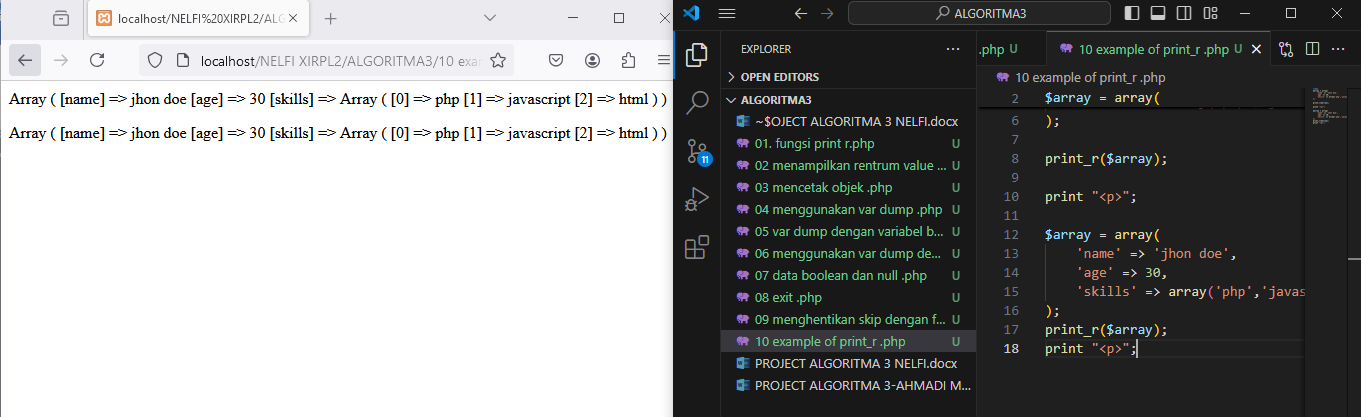 localhost/NELFI%20XIRPL2/ALG
localhost/NELFI XIRPL2/ALGORITMA3/10 exa
Array ( [name] => jhon doe [age] => 30 [skills] => Array ( [0] => php [1] => javascript [2] => html ) )
Array ( [name] => jhon doe [age] => 30 [skills] => Array ( [0] => php [1] => javascript [2] => html ) )
ALGORITMA3
EXPLORER
OPEN EDITORS
ALGORITMA3
~$OJECT ALGORITMA 3 NELFI.docx
01. fungsi print r.php U
02 menampilkan rentrum value ... U
03 mencetak objek .php U
04 menggunakan var dump .php U
05 var dump dengan variabel b... U
06 menggunakan var dump de... U
07 data boolean dan null .php U
08 exit .php U
09 menghentikan skip dengan f... U
10 example of print_r .php U
PROJECT ALGORITMA 3 NELFI.docx
PROJECT ALGORITMA 3-AHMADI M...
11
.php U
10 example of print_r .php U
10 example of print_r .php
2 $array = array(
6 );
7
8 print_r($array);
9
10 print "<p>";
11
12 $array = array(
13 'name' => 'jhon doe',
14 'age' => 30,
15 'skills' => array('php','javas
16 );
17 print_r($array);
18 print "<p>";